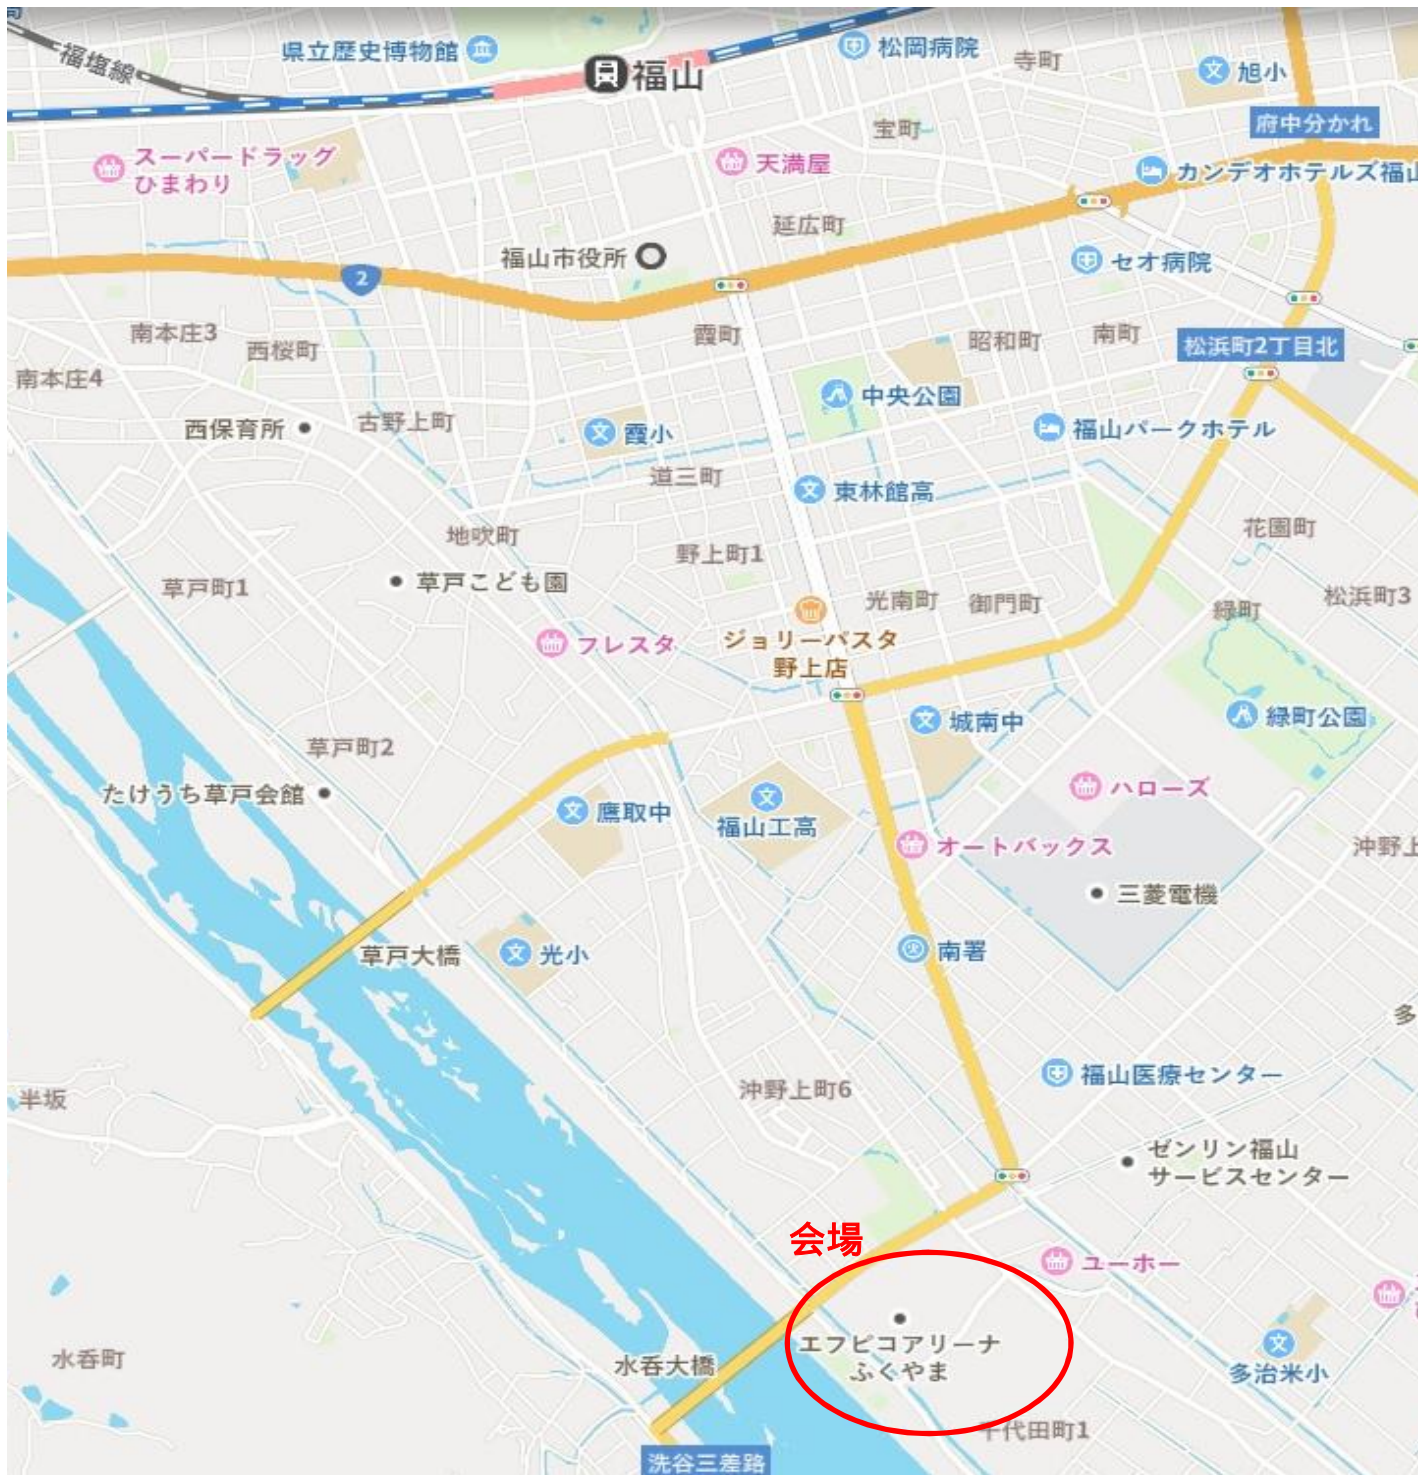 福塩線
県立歴史博物館
福山
松岡病院
寺町
旭小
府中分かれ
宝町
スーパードラッグ
ひまわり
天満屋
カンデオホテルズ福山
延広町
福山市役所
セオ病院
2
南本庄3
西桜町
霞町
昭和町
南町
松浜町2丁目北
南本庄4
中央公園
西保育所
古野上町
霞小
福山パークホテル
道三町
東林館高
地吹町
野上町1
花園町
草戸町1
草戸こども園
光南町
御門町
緑町
松浜町3
フレスタ
ジョリーパスタ
野上店
城南中
緑町公園
草戸町2
たけうち草戸会館
鷹取中
福山工高
ハローズ
オートバックス
沖野上
三菱電機
草戸大橋
光小
南署
多
半坂
沖野上町6
福山医療センター
ゼンリン福山
サービスセンター
会場
ユーホー
エフピコアリーナ
ふくやま
水呑町
水呑大橋
多治米小
千代田町1
洗谷三差路